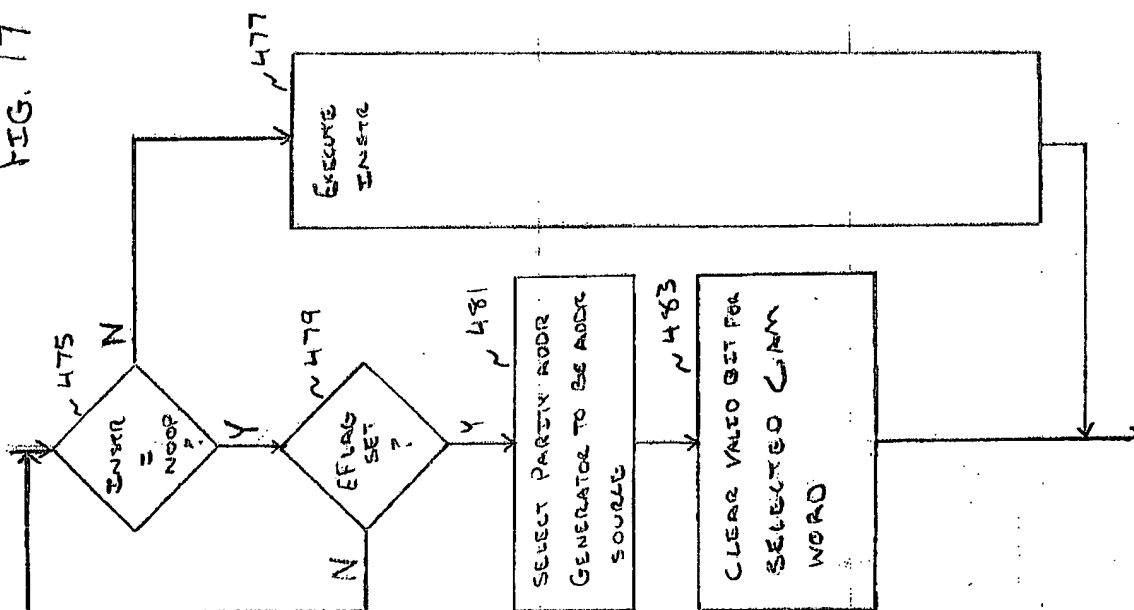 FIG. 17
475
INSTR
=
NOOP
?
N
Y
477
EXECUTE
INSTR
479
EFLAG
SET
?
N
Y
481
SELECT PARITY ADDR
GENERATOR TO BE ADDR
SOURCE
483
CLEAR VALID BIT FOR
SELECTED CAM
WORD